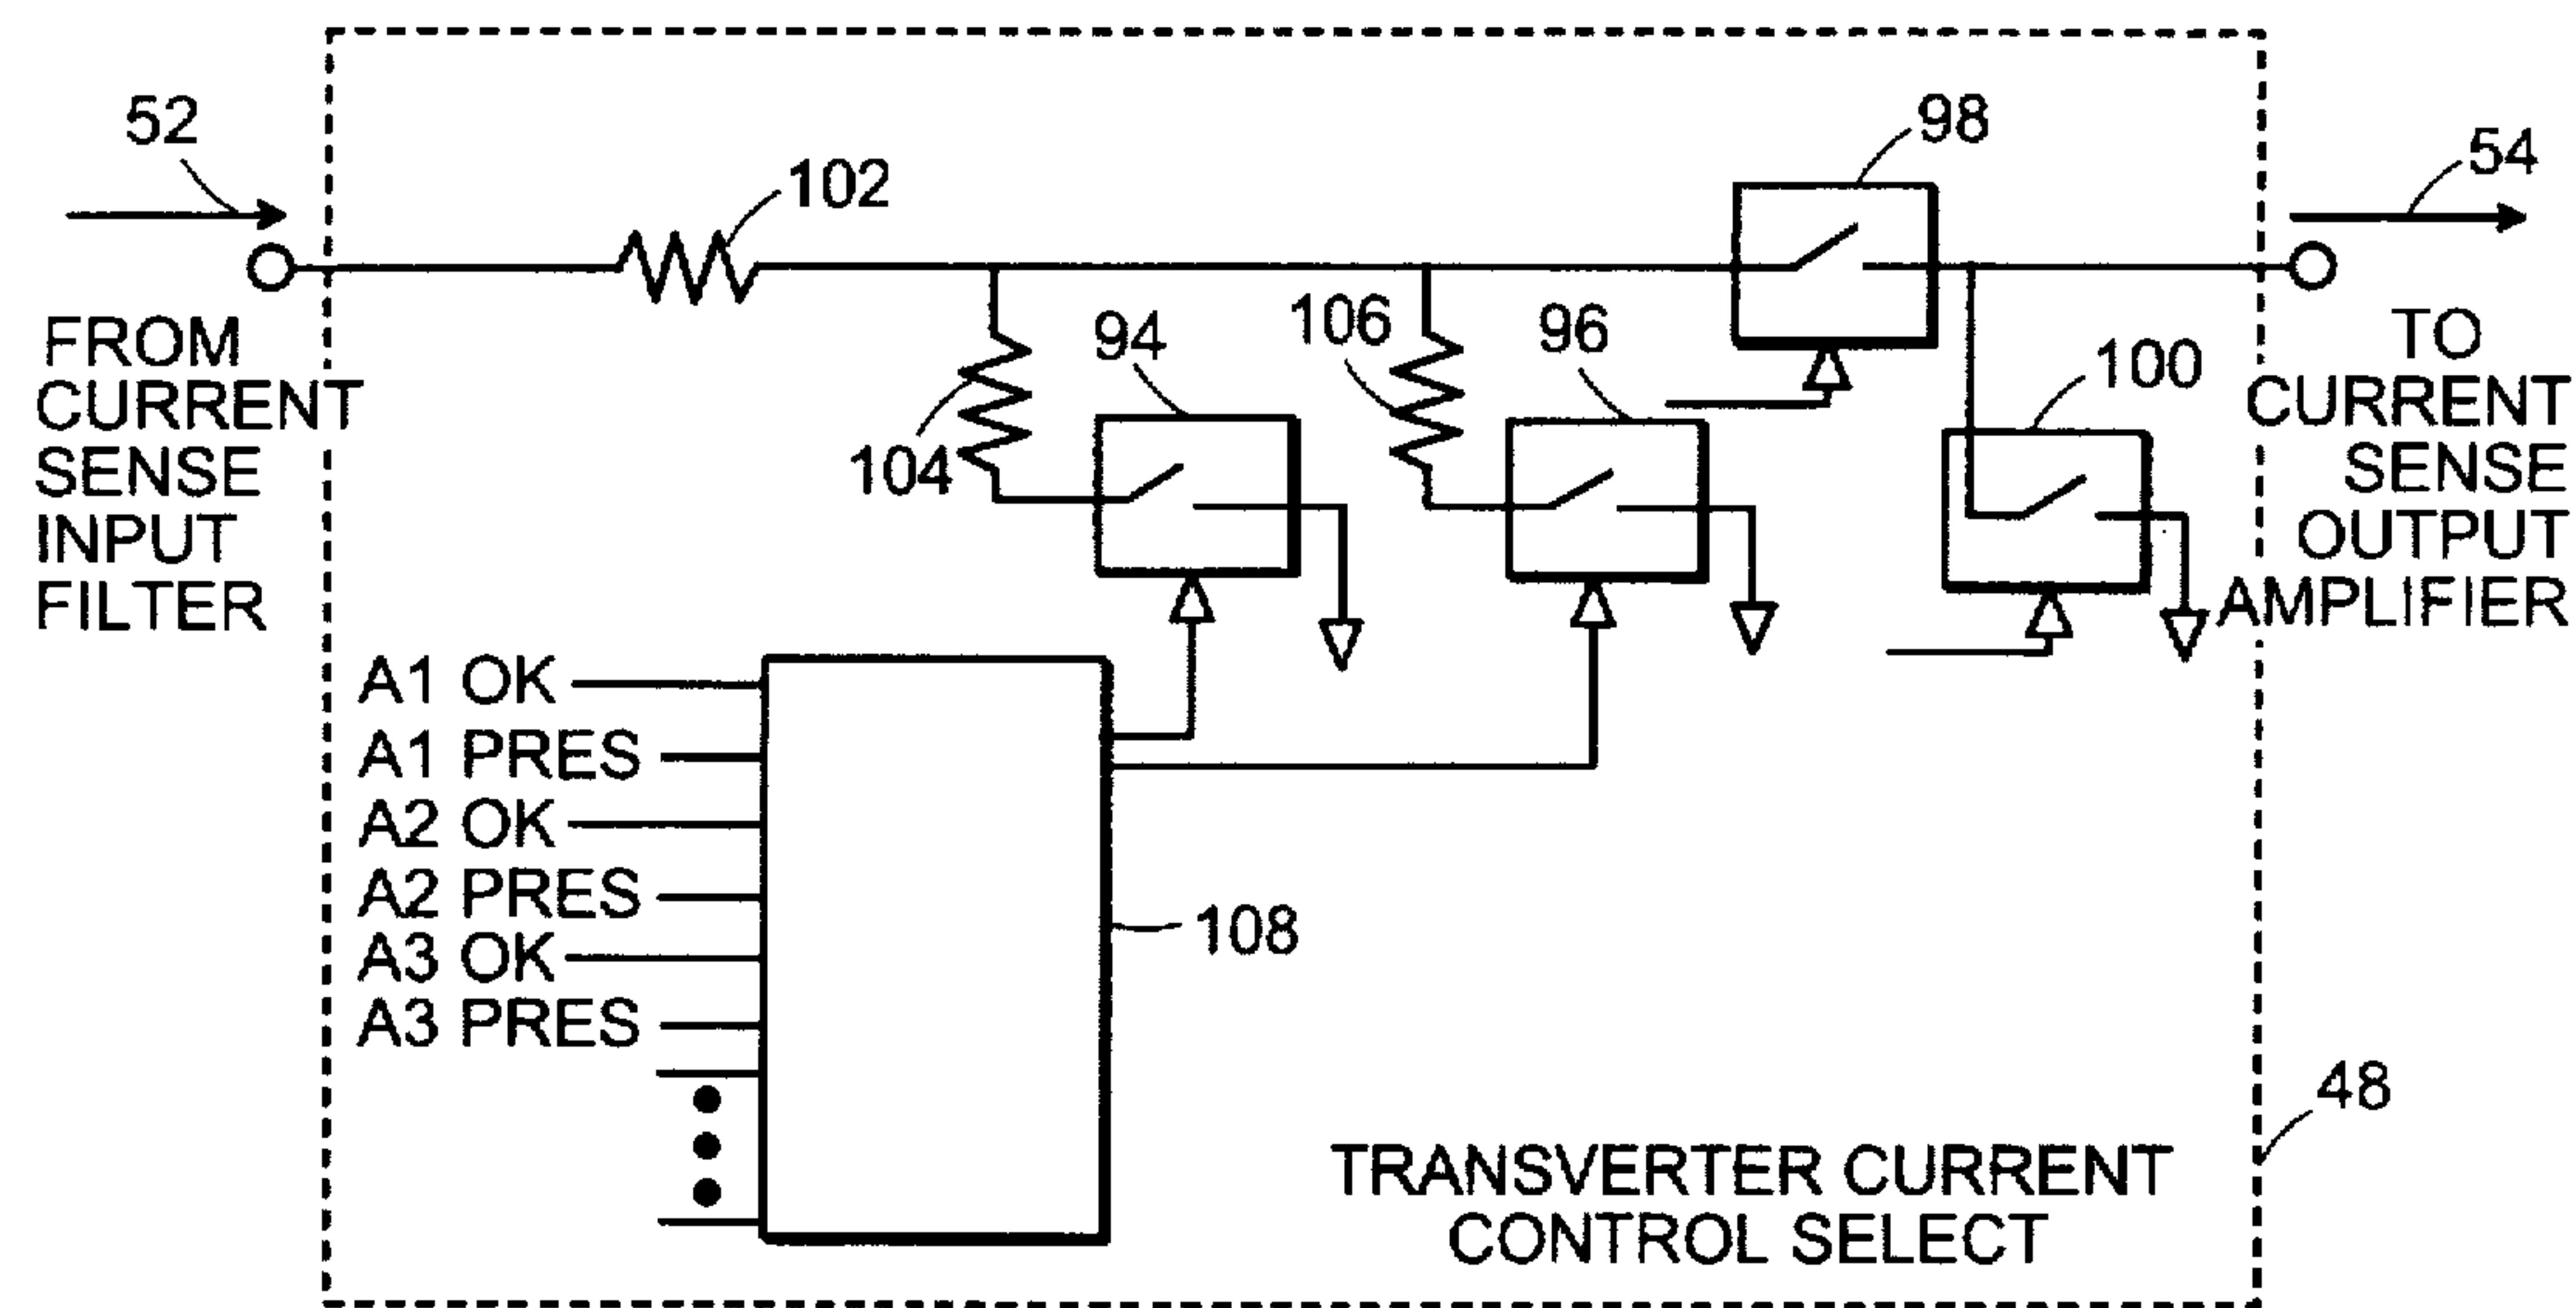 52
102
98
54
FROM
CURRENT
SENSE
INPUT
FILTER
104
94
106
96
100
TO
CURRENT
SENSE
OUTPUT
AMPLIFIER
A1 OK
A1 PRES
A2 OK
A2 PRES
A3 OK
A3 PRES
108
48
TRANSVERTER CURRENT
CONTROL SELECT